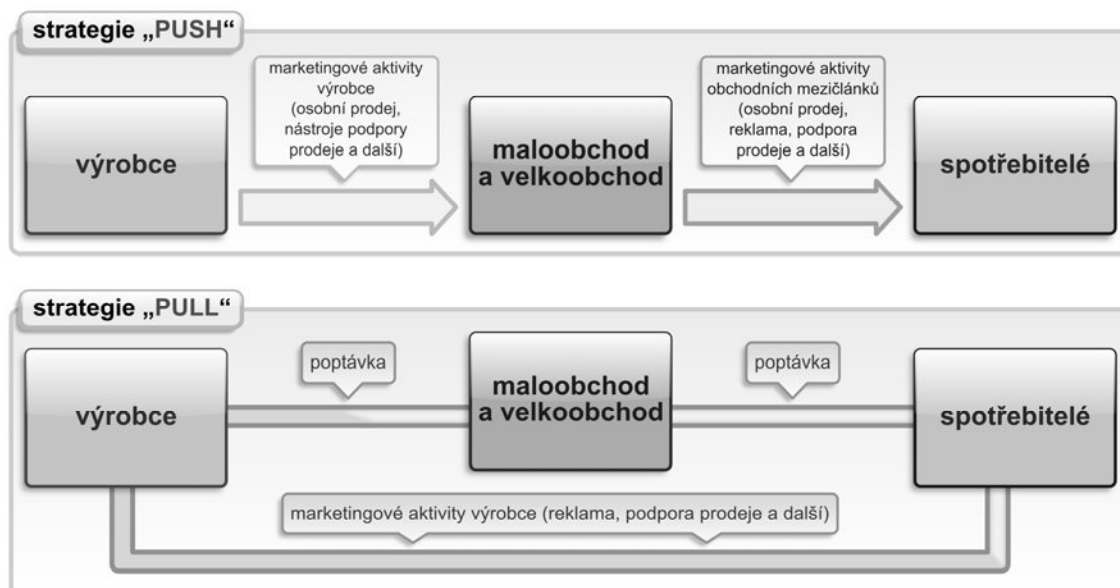 strategie „PUSH“
marketingové aktivity
výrobce
(osobní prodej,
nástroje podpory
prodeje a další)
marketingové aktivity
obchodních mezičlánků
(osobní prodej,
reklama, podpora
prodeje a další)
výrobce
maloobchod
a velkoobchod
spotřebitelé
strategie „PULL“
výrobce
poptávka
maloobchod
a velkoobchod
poptávka
spotřebitelé
marketingové aktivity výrobce (reklama, podpora prodeje a další)